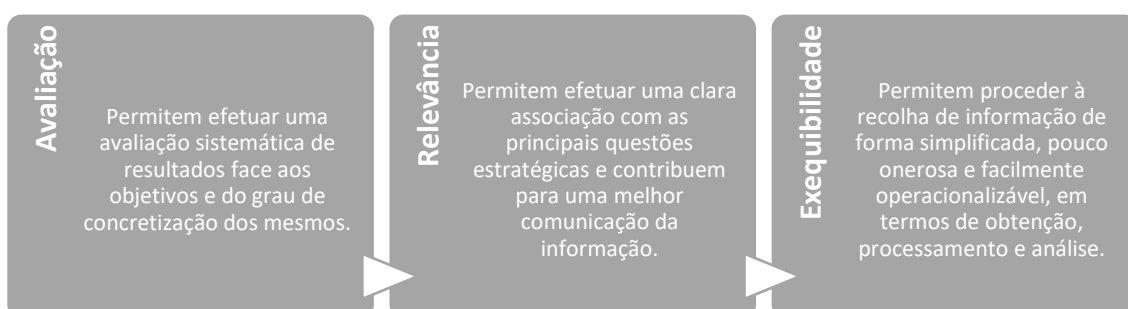 Avaliação
Permitem efetuar uma
avaliação sistemática de
resultados face aos
objetivos e do grau de
concretização dos mesmos.
Relevância
Permitem efetuar uma clara
associação com as
principais questões
estratégicas e contribuem
para uma melhor
comunicação da
informação.
Exequibilidade
Permitem proceder à
recolha de informação de
forma simplificada, pouco
onerosa e facilmente
operacionalizável, em
termos de obtenção,
processamento e análise.